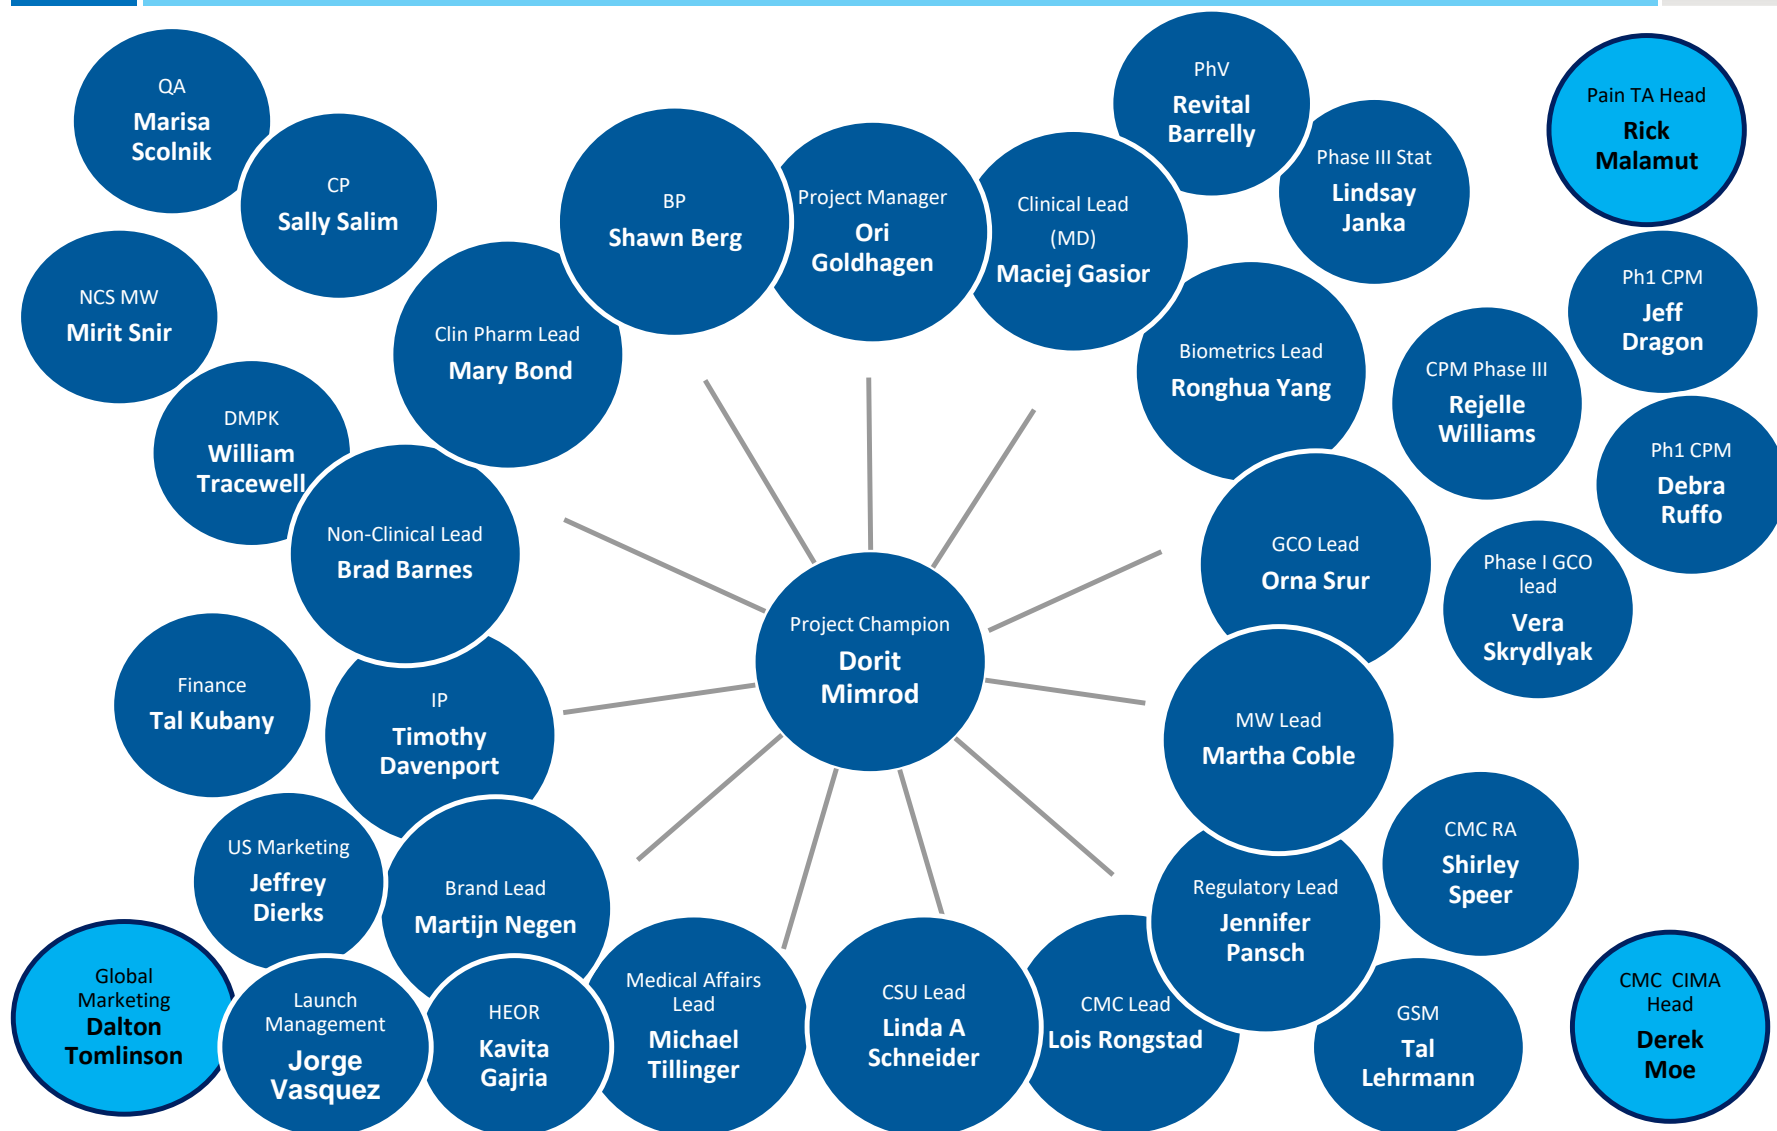 QA
Marisa
Scolnik
CP
Sally Salim
NCS MW
Mirit Snir
DMPK
William
Tracewell
Clin Pharm Lead
Mary Bond
BP
Shawn Berg
Project Manager
Ori
Goldhagen
Clinical Lead
(MD)
Maciej Gasior
PhV
Revital
Barrelly
Phase III Stat
Lindsay
Janka
Pain TA Head
Rick
Malamut
Ph1 CPM
Jeff
Dragon
Biometrics Lead
Ronghua Yang
CPM Phase III
Rejelle
Williams
Ph1 CPM
Debra
Ruffo
Non-Clinical Lead
Brad Barnes
GCO Lead
Orna Srur
Phase I GCO
lead
Vera
Skrydlyak
Project Champion
Dorit
Mimrod
Finance
Tal Kubany
IP
Timothy
Davenport
MW Lead
Martha Coble
US Marketing
Jeffrey
Dierks
Brand Lead
Martijn Negen
Regulatory Lead
Jennifer
Pansch
CMC RA
Shirley
Speer
Global
Marketing
Dalton
Tomlinson
Launch
Management
Jorge
Vasquez
HEOR
Kavita
Gajria
Medical Affairs
Lead
Michael
Tillinger
CSU Lead
Linda A
Schneider
CMC Lead
Lois Rongstad
GSM
Tal
Lehrmann
CMC CIMA
Head
Derek
Moe